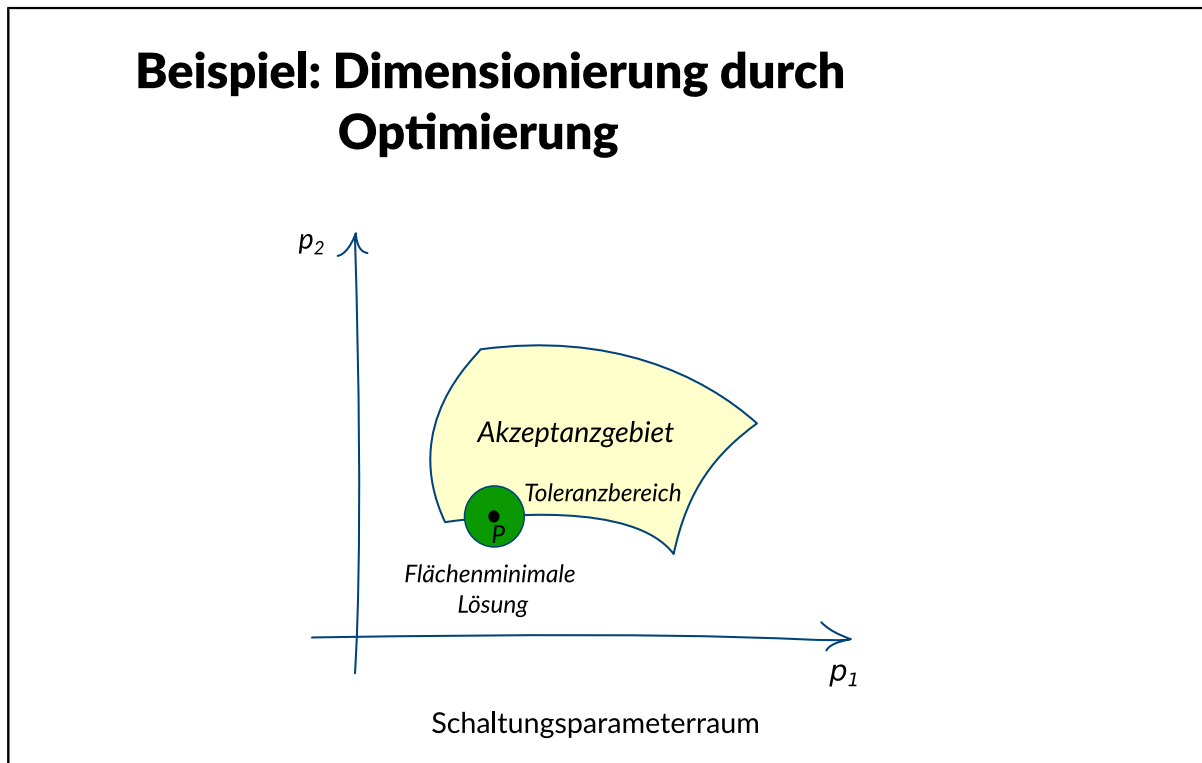 Beispiel: Dimensionierung durch
Optimierung
p2
Akzeptanzgebiet
Toleranzbereich
P
Flächenminimale
Lösung
p1
Schaltungsparameterraum